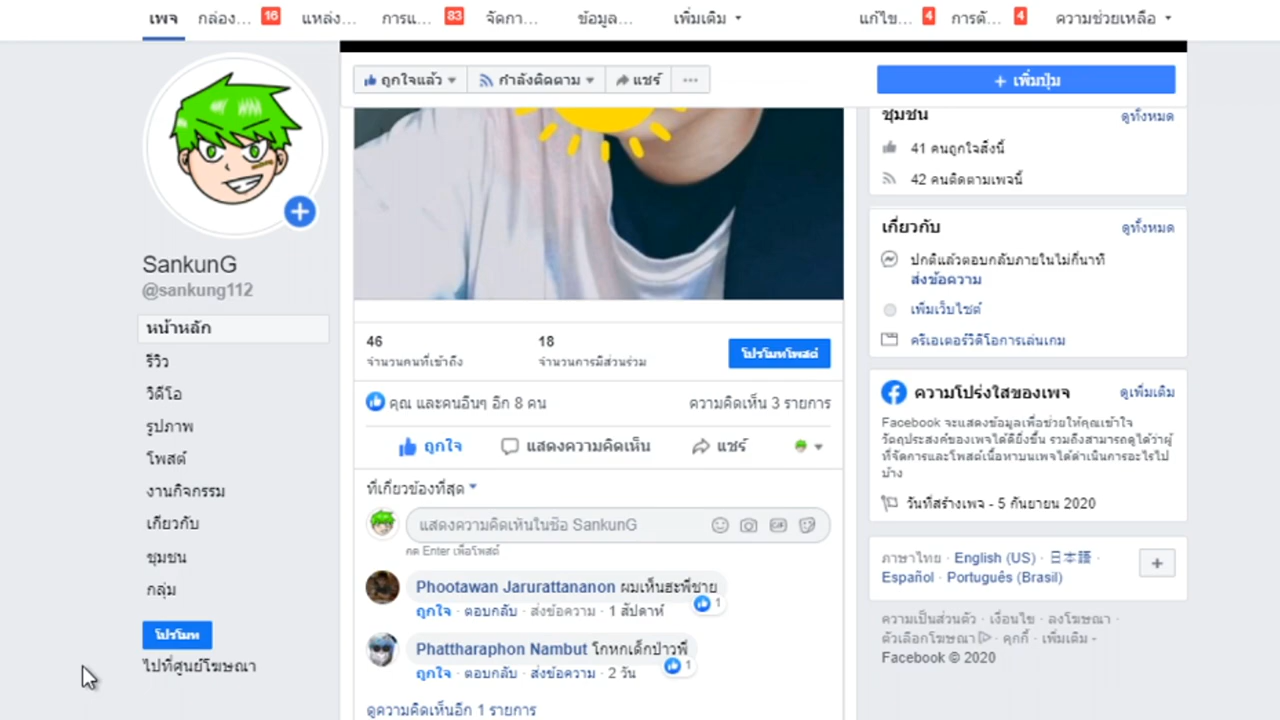 เพจ
กล่อง... 16
แหล่ง...
การแ... 83
จัดกา...
ข้อมูล...
เพิ่มเติม
แก้ไข... 4
การตั้... 4
ความช่วยเหลือ
ถูกใจแล้ว
กำลังติดตาม
แชร์
+ เพิ่มปุ่ม
SankunG
@sankung112
หน้าหลัก
รีวิว
วิดีโอ
รูปภาพ
โพสต์
งานกิจกรรม
เกี่ยวกับ
ชุมชน
กลุ่ม
โปรโมท
ไปที่ศูนย์โฆษณา
46
จำนวนคนที่เข้าถึง
18
จำนวนการมีส่วนร่วม
โปรโมทโพสต์
คุณ และคนอื่นๆ อีก 8 คน
ความคิดเห็น 3 รายการ
ถูกใจ
แสดงความคิดเห็น
แชร์
ที่เกี่ยวข้องที่สุด
แสดงความคิดเห็นในชื่อ SankunG
GIF
กด Enter เพื่อโพสต์
Phootawan Jarurattananon ผมเห็นฮะพี่ชาย
1
ถูกใจ · ตอบกลับ · ส่งข้อความ · 1 สัปดาห์
Phattharaphon Nambut โกหกเด็กป่าวพี่
1
ถูกใจ · ตอบกลับ · ส่งข้อความ · 2 วัน
ดูความคิดเห็นอีก 1 รายการ
ชุมชน
ดูทั้งหมด
41 คนถูกใจสิ่งนี้
42 คนติดตามเพจนี้
เกี่ยวกับ
ดูทั้งหมด
ปกติแล้วตอบกลับภายในไม่กี่นาที
ส่งข้อความ
เพิ่มเว็บไซต์
ครีเอเตอร์วิดีโอการเล่นเกม
ความโปร่งใสของเพจ
ดูเพิ่มเติม
Facebook จะแสดงข้อมูลเพื่อช่วยให้คุณเข้าใจ
วัตถุประสงค์ของเพจได้ดียิ่งขึ้น รวมถึงสามารถดูได้ว่าผู้
ที่จัดการและโพสต์เนื้อหาบนเพจได้ดำเนินการอะไรไป
บ้าง
วันที่สร้างเพจ - 5 กันยายน 2020
ภาษาไทย · English (US) · 日本語 ·
Español · Português (Brasil)
ความเป็นส่วนตัว · เงื่อนไข · ลงโฆษณา ·
ตัวเลือกโฆษณา · คุกกี้ · เพิ่มเติม
Facebook © 2020